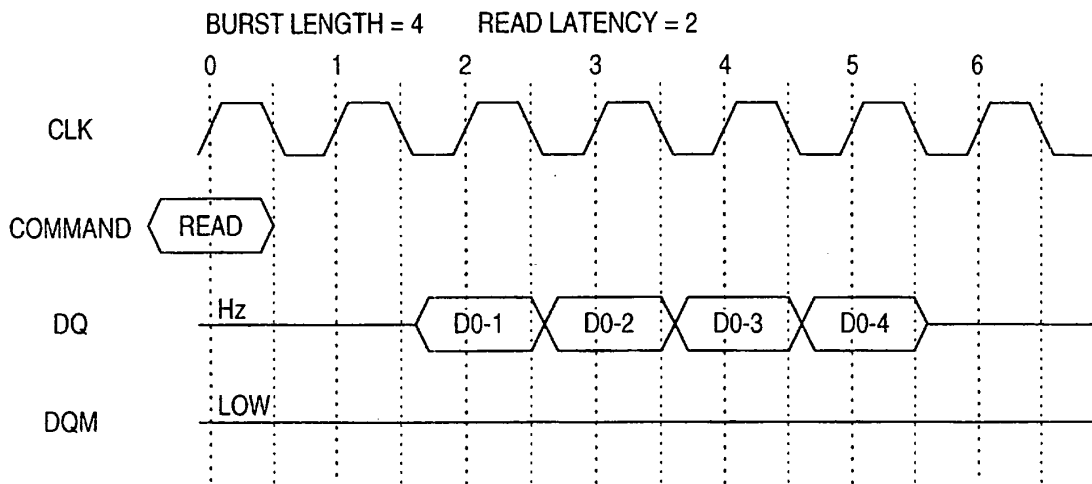 BURST LENGTH = 4 READ LATENCY = 2
0 1 2 3 4 5 6
CLK
COMMAND READ
DQ Hz D0-1 D0-2 D0-3 D0-4
DQM LOW